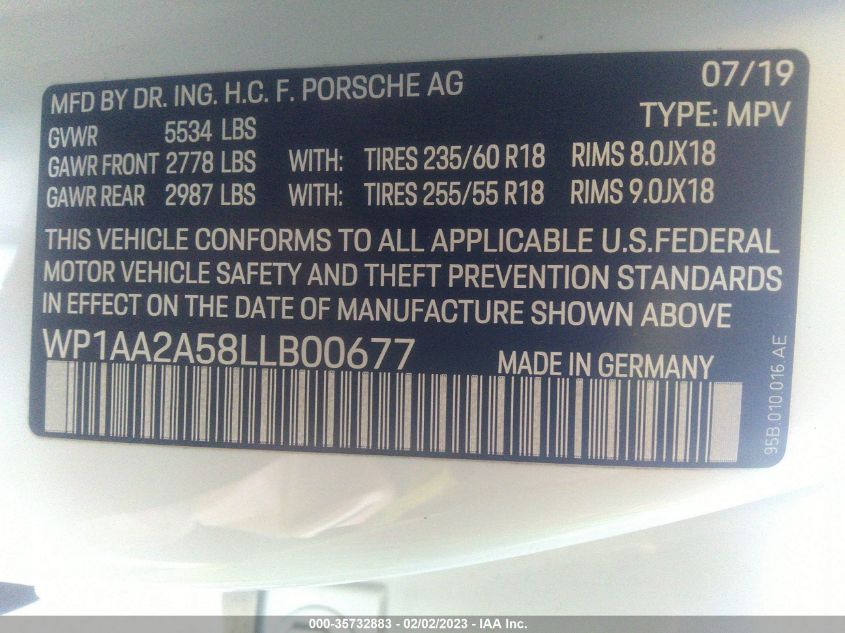 MFD BY DR. ING. H.C. F. PORSCHE AG 07/19
TYPE: MPV
GVWR 5534 LBS
GAWR FRONT 2778 LBS WITH: TIRES 235/60 R18 RIMS 8.0JX18
GAWR REAR 2987 LBS WITH: TIRES 255/55 R18 RIMS 9.0JX18
THIS VEHICLE CONFORMS TO ALL APPLICABLE U.S.FEDERAL
MOTOR VEHICLE SAFETY AND THEFT PREVENTION STANDARDS
IN EFFECT ON THE DATE OF MANUFACTURE SHOWN ABOVE
WP1AA2A58LLB00677 MADE IN GERMANY
95B 010.016 AE
000-35732883 — 02/02/2023 — IAA Inc.